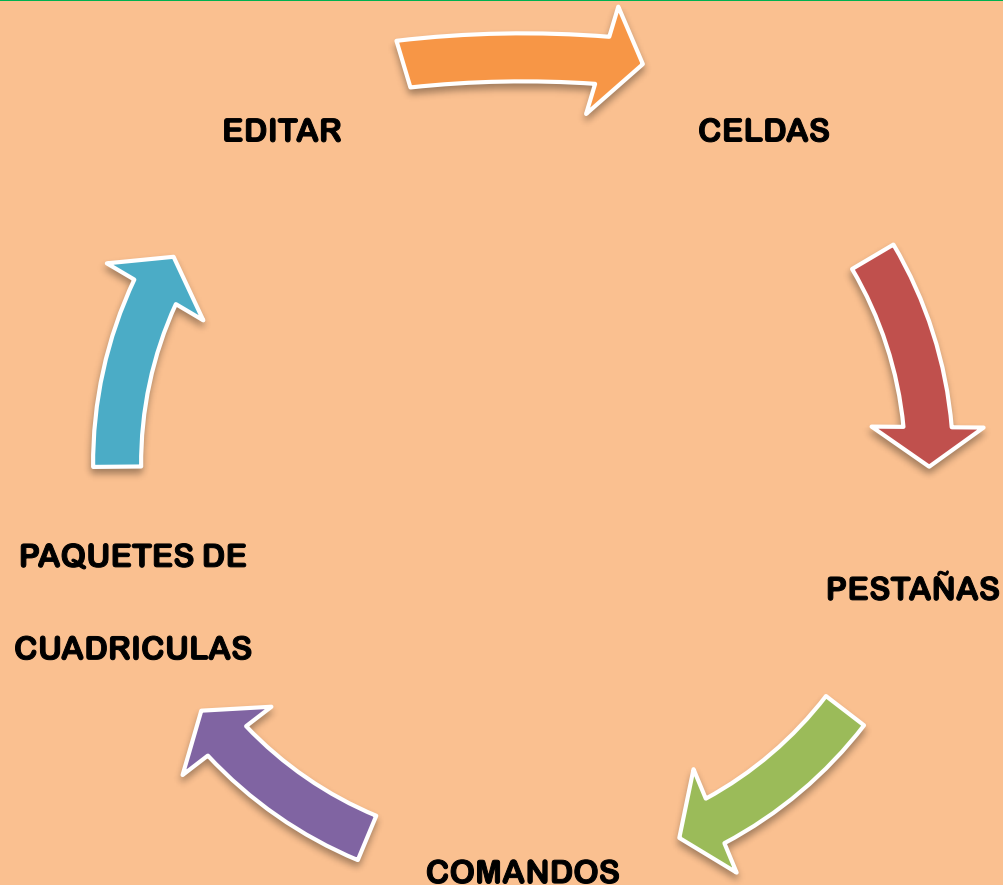 EDITAR
CELDAS
PESTAÑAS
COMANDOS
PAQUETES DE
CUADRICULAS